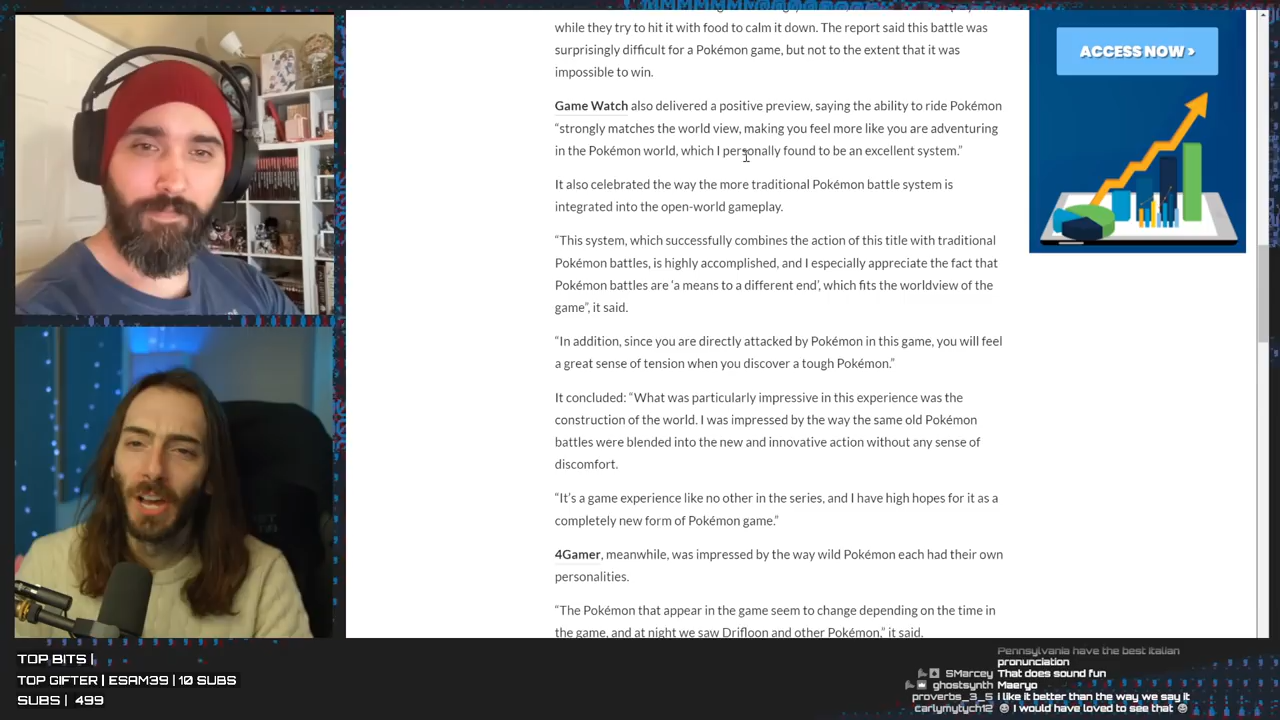 while they try to hit it with food to calm it down. The report said this battle was
surprisingly difficult for a Pokémon game, but not to the extent that it was
impossible to win.
Game Watch also delivered a positive preview, saying the ability to ride Pokémon
“strongly matches the world view, making you feel more like you are adventuring
in the Pokémon world, which I personally found to be an excellent system.”
It also celebrated the way the more traditional Pokémon battle system is
integrated into the open-world gameplay.
“This system, which successfully combines the action of this title with traditional
Pokémon battles, is highly accomplished, and I especially appreciate the fact that
Pokémon battles are ‘a means to a different end’, which fits the worldview of the
game”, it said.
“In addition, since you are directly attacked by Pokémon in this game, you will feel
a great sense of tension when you discover a tough Pokémon.”
It concluded: “What was particularly impressive in this experience was the
construction of the world. I was impressed by the way the same old Pokémon
battles were blended into the new and innovative action without any sense of
discomfort.
“It’s a game experience like no other in the series, and I have high hopes for it as a
completely new form of Pokémon game.”
4Gamer, meanwhile, was impressed by the way wild Pokémon each had their own
personalities.
“The Pokémon that appear in the game seem to change depending on the time in
the game, and at night we saw Drifloon and other Pokémon,” it said.
ACCESS NOW >
TOP BITS |
TOP GIFTER | ESAM39 | 10 SUBS
SUBS | 499
Pennsylvania have the best Italian
pronunciation
SMarcey That does sound fun
ghostsynth Maeryo
proverbs_3_5 i like it better than the way we say it
carlymytych12 I would have loved to see that